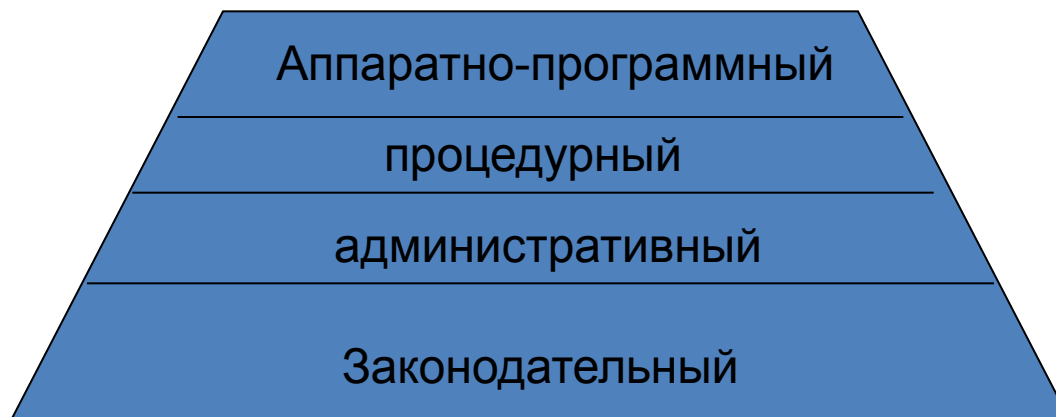 Аппаратно-программный
процедурный
административный
Законодательный